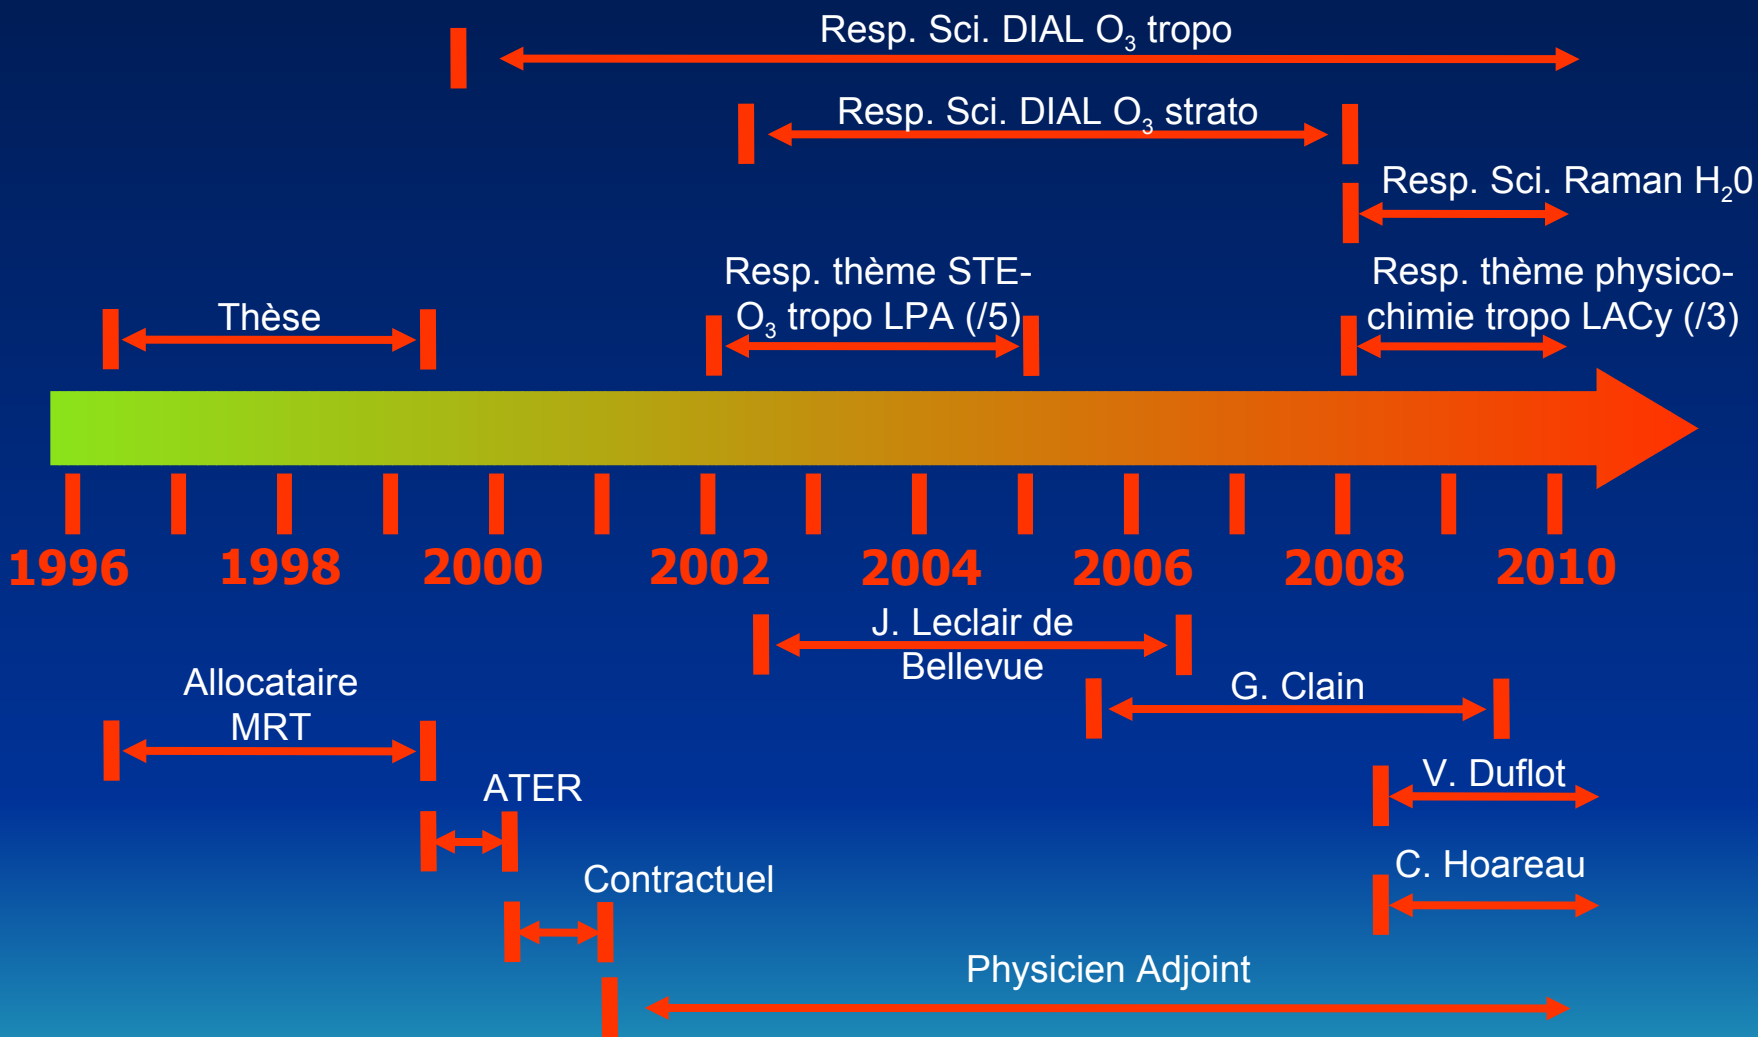 Resp. Sci. DIAL O₃ tropo
Resp. Sci. DIAL O₃ strato
Resp. Sci. Raman H₂0
Thèse
Resp. thème STE-
O₃ tropo LPA (/5)
Resp. thème physico-
chimie tropo LACy (/3)
1996 1998 2000 2002 2004 2006 2008 2010
J. Leclair de
Bellevue
G. Clain
Allocataire
MRT
V. Duflot
ATER
C. Hoareau
Contractuel
Physicien Adjoint